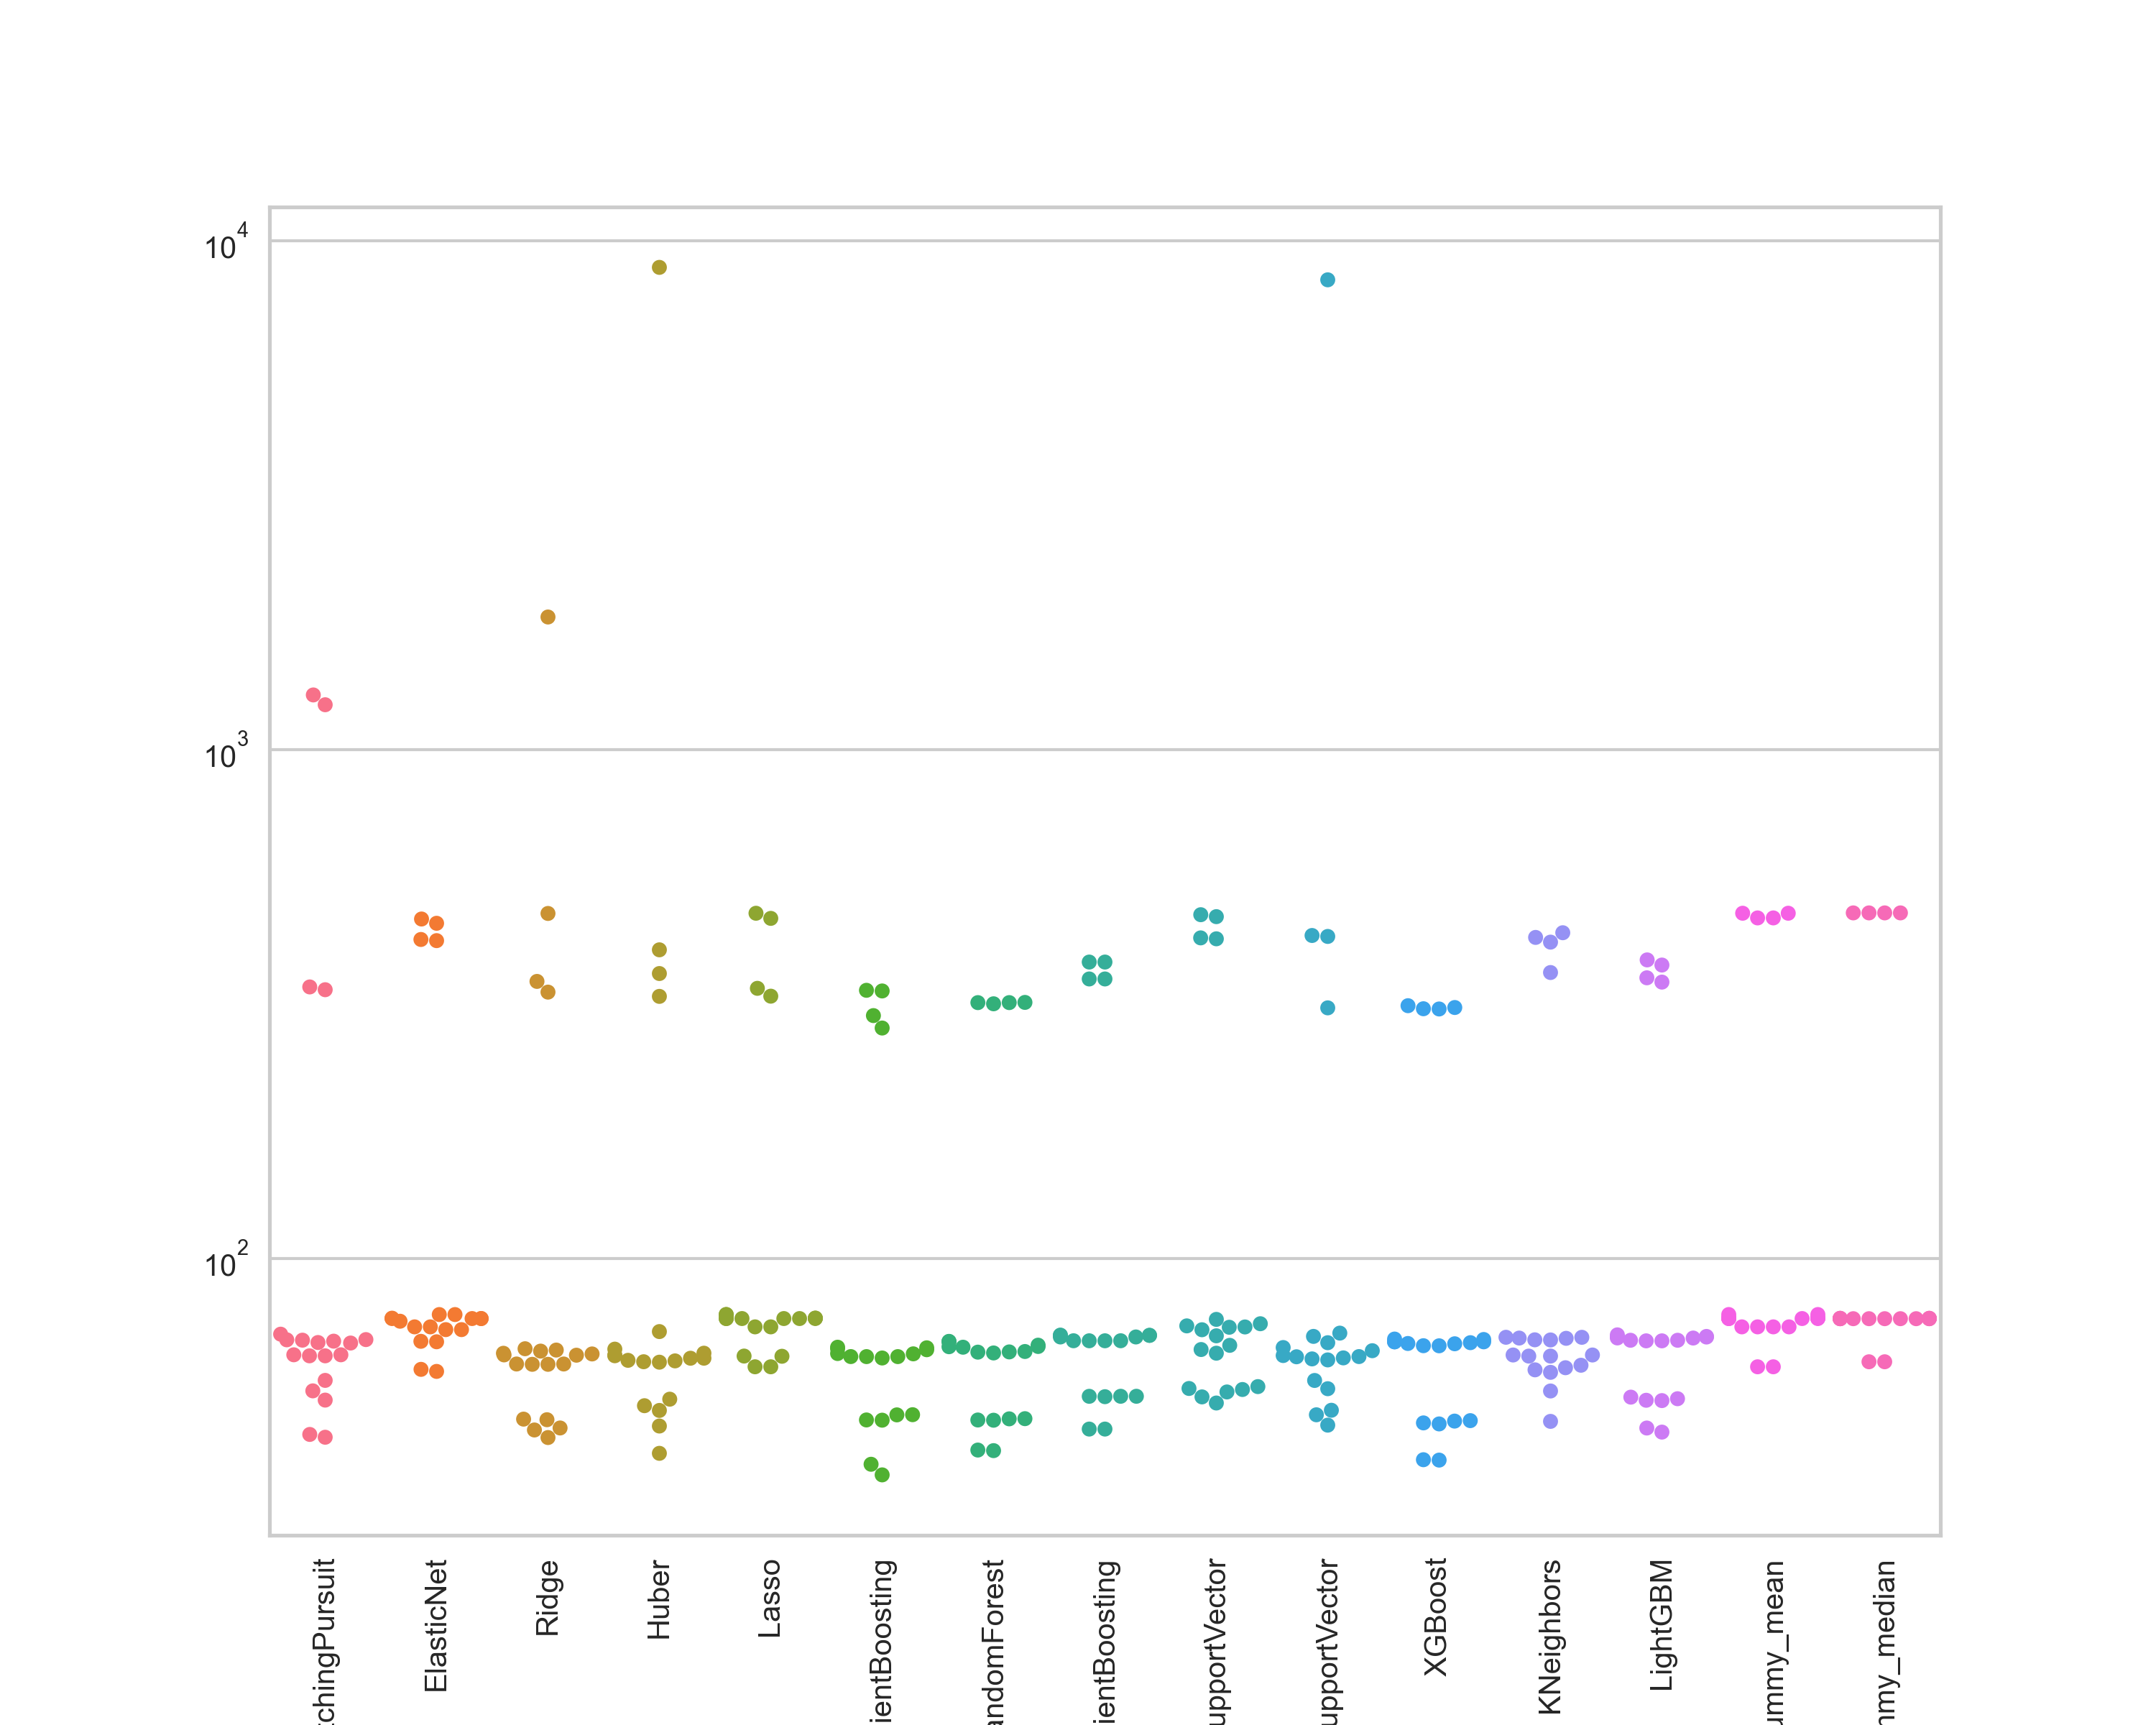 10^4
10^3
10^2
chingPursuit
ElasticNet
Ridge
Huber
Lasso
ientBoosting
andomForest
ientBoosting
upportVector
upportVector
XGBoost
KNeighbors
LightGBM
ummy_mean
mmy_median